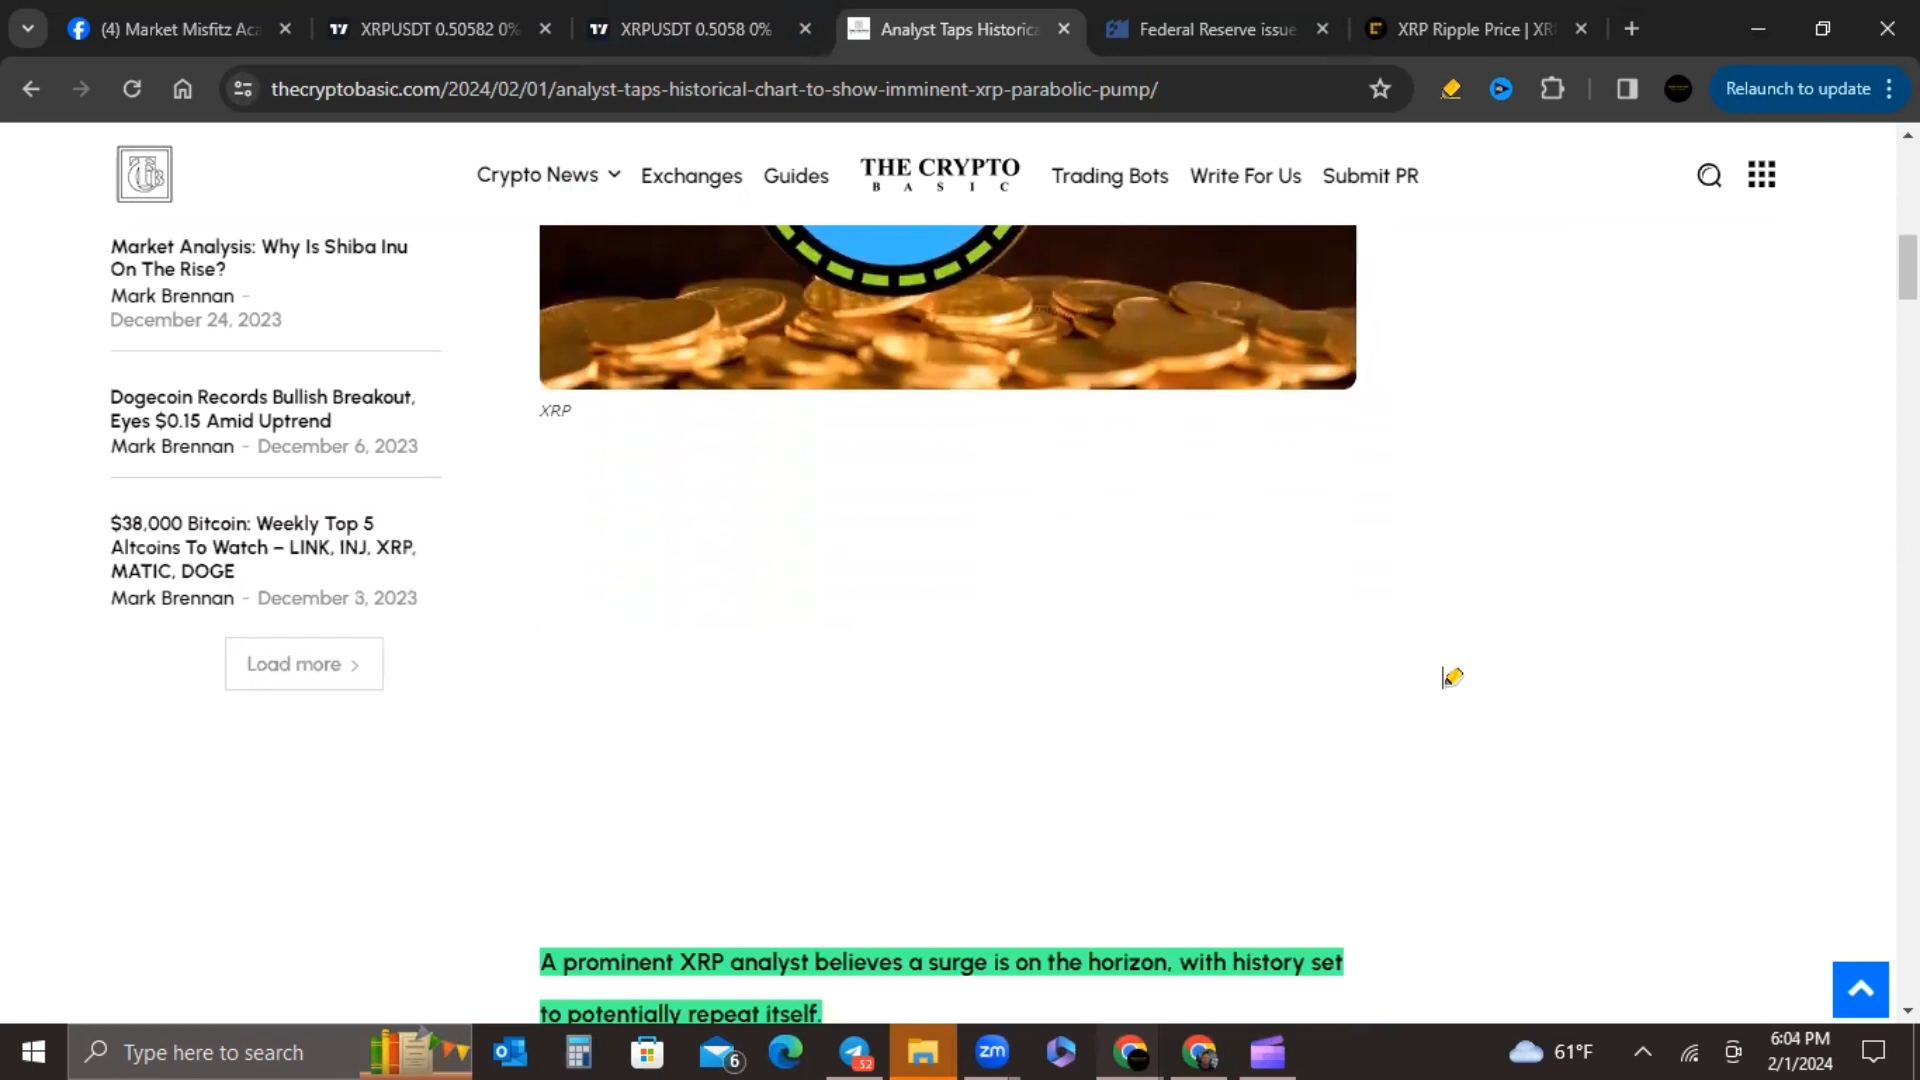 (4) Market Misfitz Aca
XRPUSDT 0.50582 0%
XRPUSDT 0.5058 0%
Analyst Taps Historica
Federal Reserve issue
XRP Ripple Price | XR
thecryptobasic.com/2024/02/01/analyst-taps-historical-chart-to-show-imminent-xrp-parabolic-pump/
Relaunch to update
Crypto News
Exchanges
Guides
THE CRYPTO
BASIC
Trading Bots
Write For Us
Submit PR
Market Analysis: Why Is Shiba Inu
On The Rise?
Mark Brennan -
December 24, 2023
Dogecoin Records Bullish Breakout,
Eyes $0.15 Amid Uptrend
Mark Brennan - December 6, 2023
$38,000 Bitcoin: Weekly Top 5
Altcoins To Watch – LINK, INJ, XRP,
MATIC, DOGE
Mark Brennan - December 3, 2023
Load more
XRP
A prominent XRP analyst believes a surge is on the horizon, with history set
to potentially repeat itself.
Type here to search
6
52
zm
61°F
6:04 PM
2/1/2024